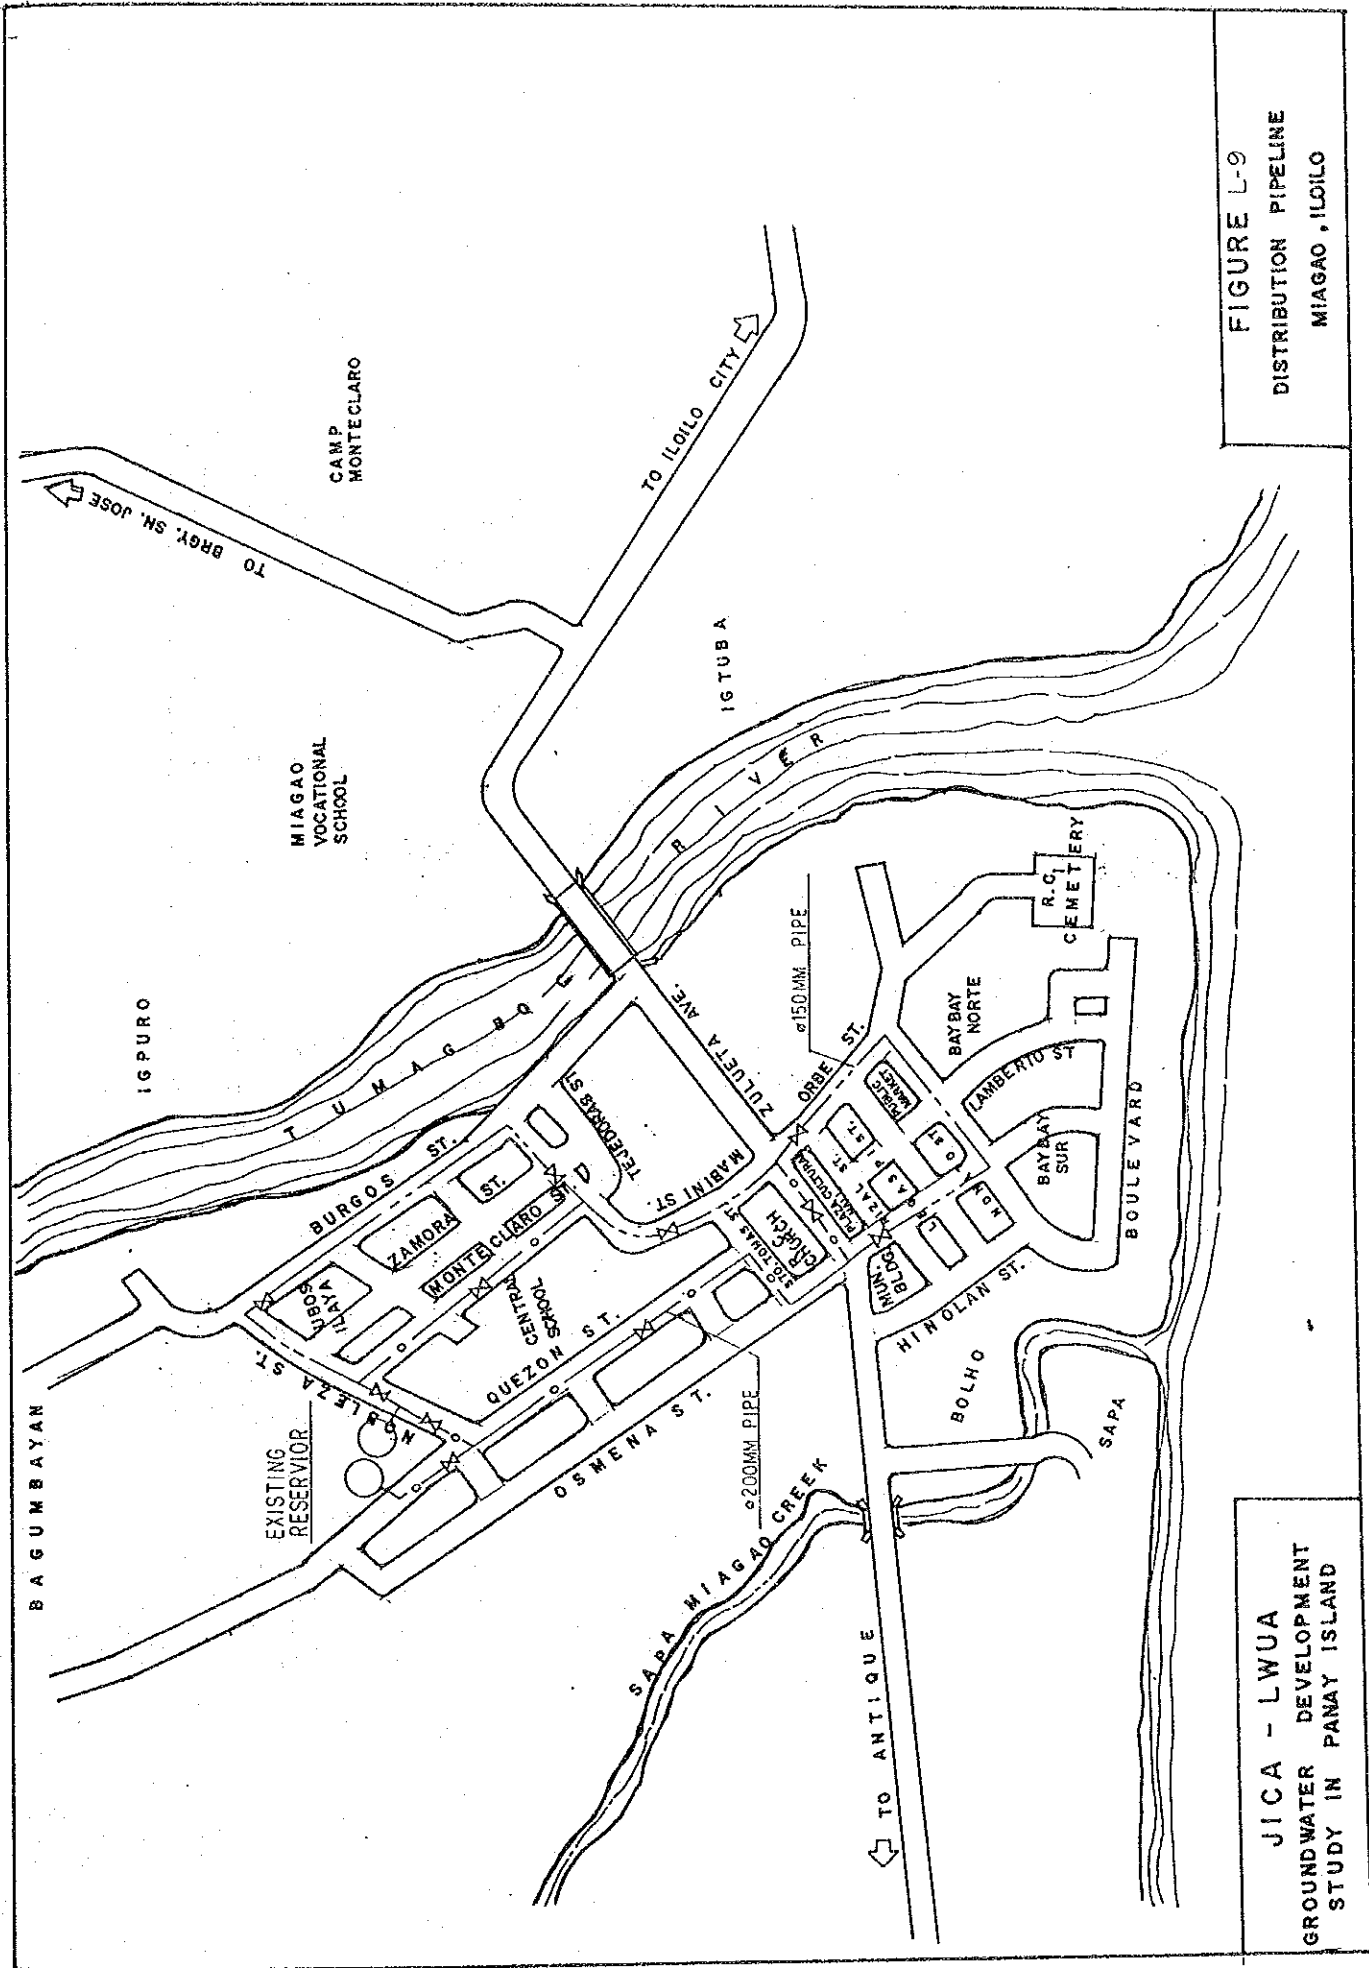 BAGUMBAYAN
IGPURO
MIAGAO
VOCATIONAL
SCHOOL
TO BRGY. SN. JOSE
CAMP
MONTECLARO
TO ILOILO CITY
IGTUBA
TUMAGBOC RIVER
EXISTING
RESERVIOR
NOBLEZA ST.
UBOS
ILAYA
BURGOS ST.
ZAMORA ST.
MONTECLARO ST.
TEJEDORAS ST.
CENTRAL
SCHOOL
QUEZON ST.
OSMENA ST.
MABINI ST.
ZULUETA AVE.
STO. TOMAS ST.
CHURCH
PLAZA
CULTURAL
ORBE ST.
ø150MM PIPE
ø200MM PIPE
PUBLIC
MARKET
RIZAL ST.
MUN.
BLDG.
HINOLAN ST.
BAYBAY
NORTE
LAMBERTO ST
BAYBAY
SUR
BOULEVARD
R.C.
CEMETERY
SAPA MIAGAO CREEK
BOLHO
SAPA
TO ANTIQUE
JICA - LWUA
GROUNDWATER DEVELOPMENT
STUDY IN PANAY ISLAND
FIGURE L-9
DISTRIBUTION PIPELINE
MIAGAO, ILOILO